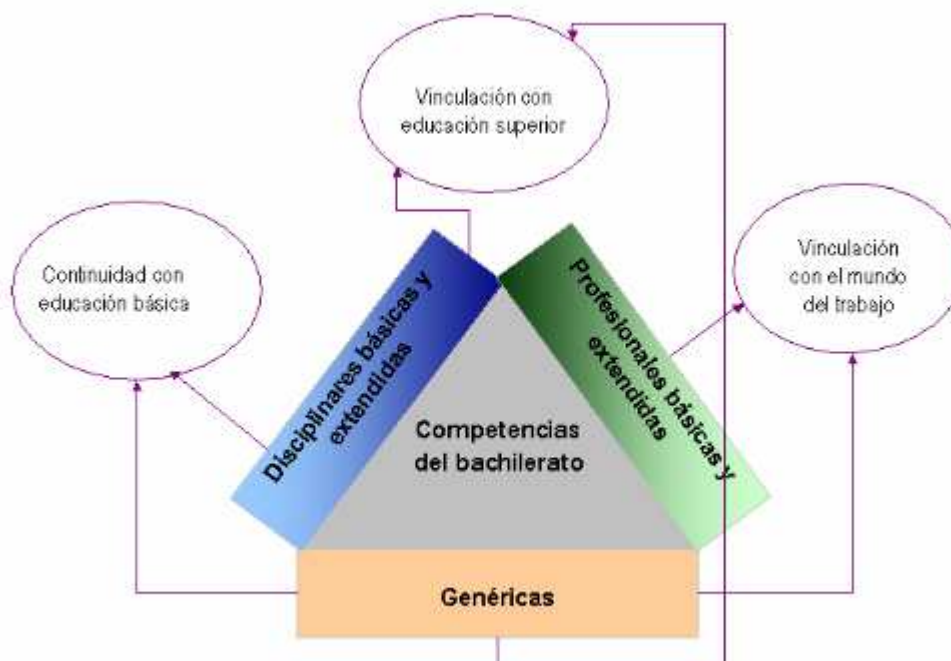 Vinculación con
educación superior
Continuidad con
educación básica
Vinculación
con el mundo
del trabajo
Disciplinares básicas y
extendidas
Profesionales básicas y
extendidas
Competencias
del bachilerato
Genéricas